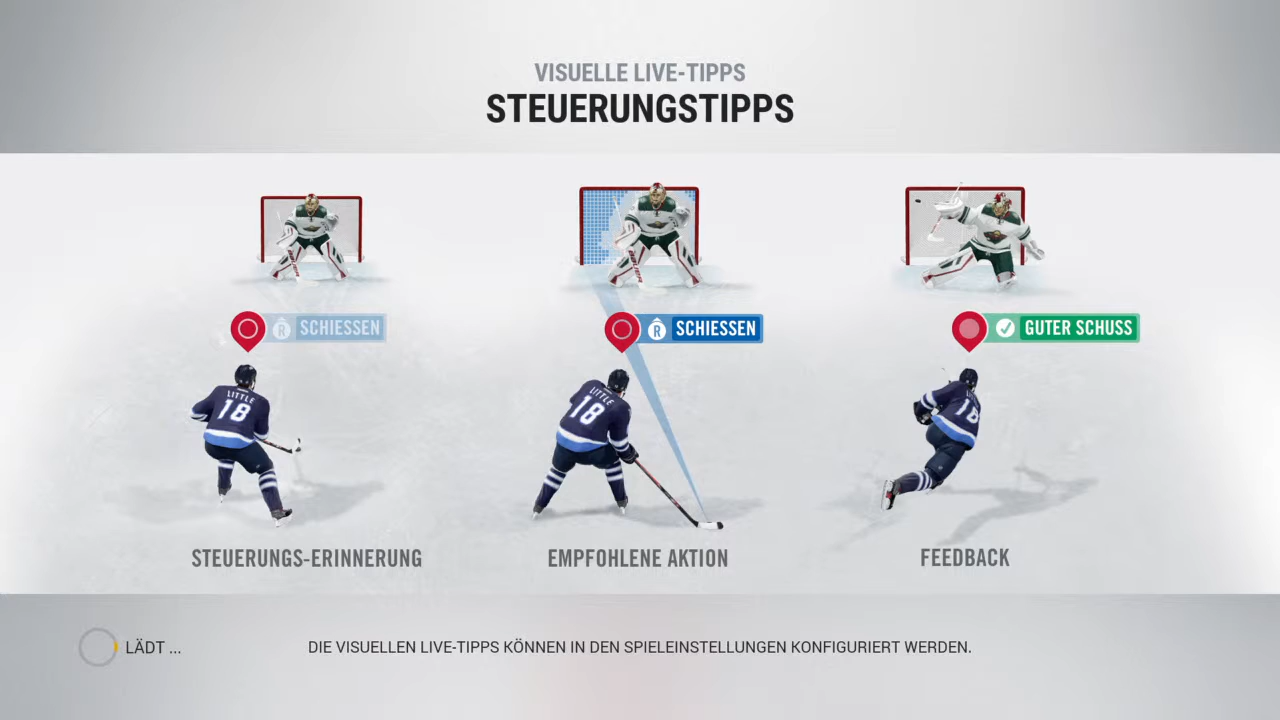 VISUELLE LIVE-TIPPS
STEUERUNGSTIPPS
R SCHIESSEN
R SCHIESSEN
GUTER SCHUSS
LITTLE
18
LITTLE
18
18
STEUERUNGS-ERINNERUNG
EMPFOHLENE AKTION
FEEDBACK
LÄDT ...
DIE VISUELLEN LIVE-TIPPS KÖNNEN IN DEN SPIELEINSTELLUNGEN KONFIGURIERT WERDEN.